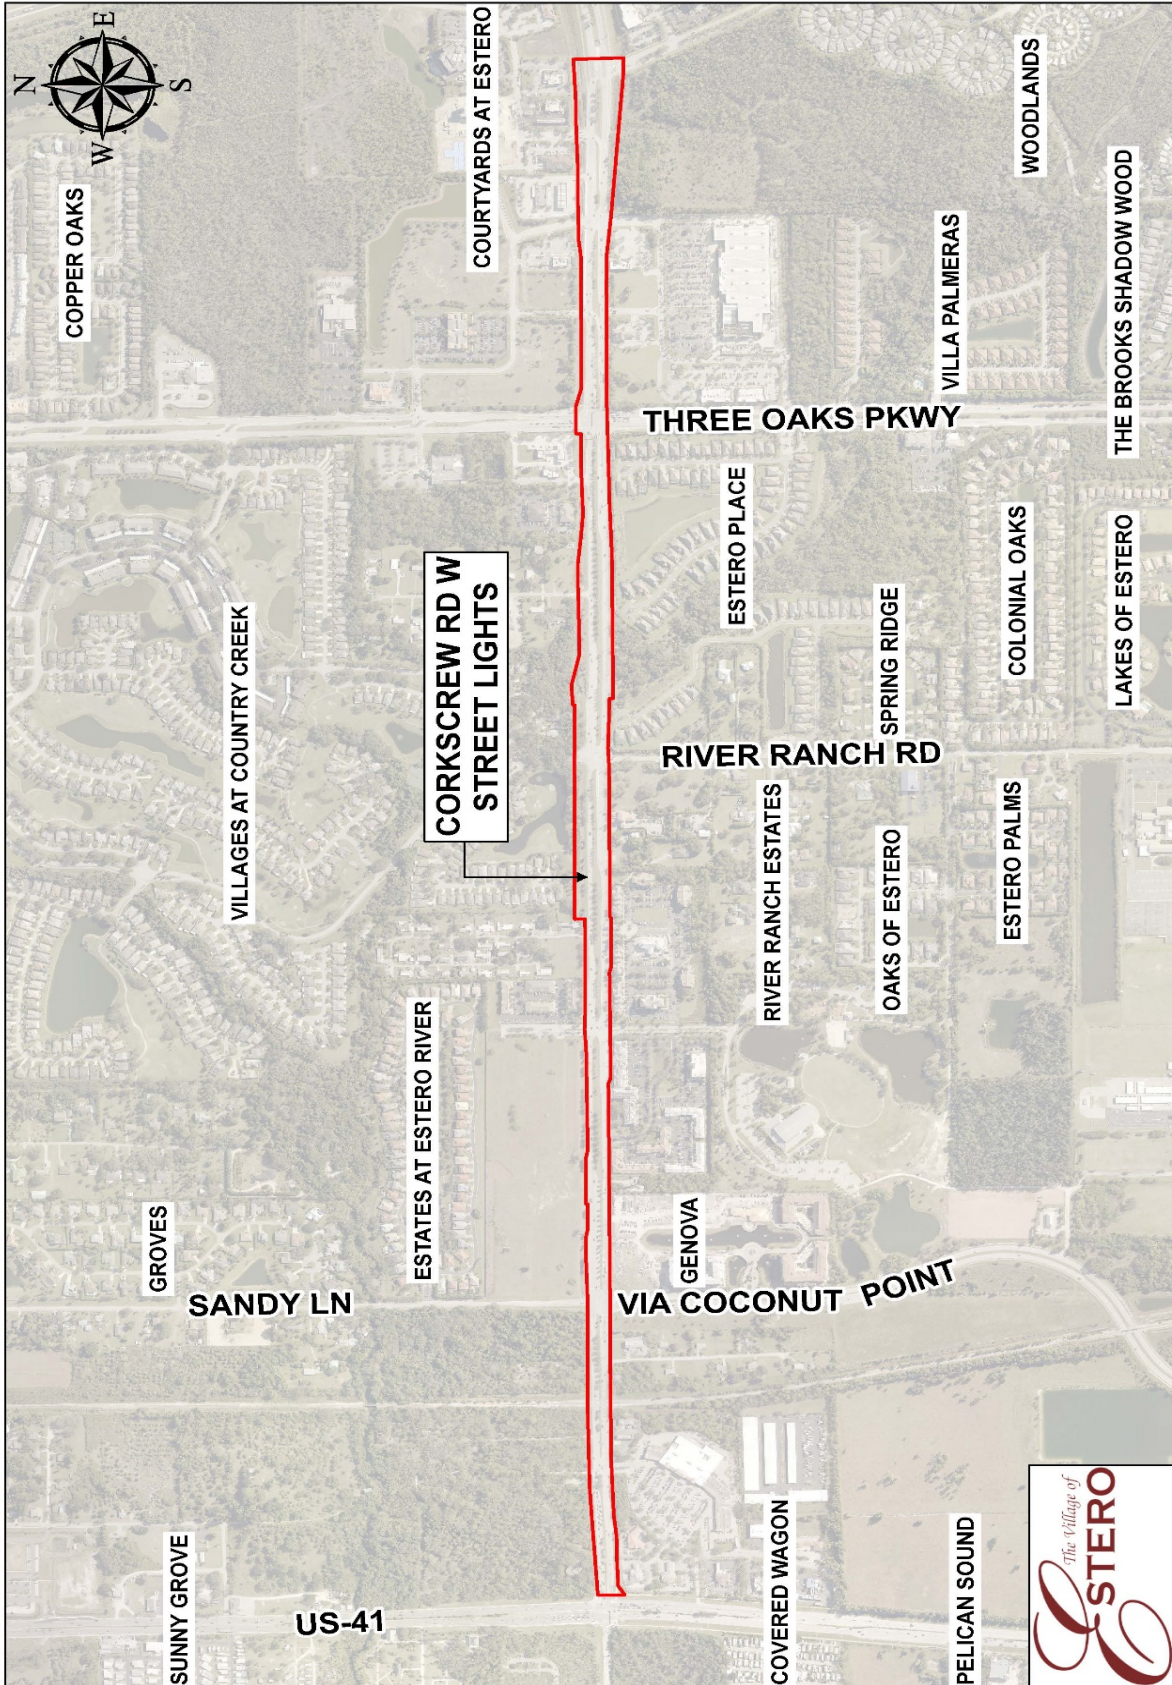 N
E
S
W
COPPER OAKS
COURTYARDS AT ESTERO
WOODLANDS
VILLA PALMERAS
THE BROOKS SHADOW WOOD
THREE OAKS PKWY
VILLAGES AT COUNTRY CREEK
CORKSCREW RD W
STREET LIGHTS
ESTERO PLACE
SPRING RIDGE
COLONIAL OAKS
LAKES OF ESTERO
RIVER RANCH RD
RIVER RANCH ESTATES
OAKS OF ESTERO
ESTERO PALMS
ESTATES AT ESTERO RIVER
GROVES
GENOVA
SANDY LN
VIA COCONUT POINT
SUNNY GROVE
US-41
COVERED WAGON
PELICAN SOUND
The Village of
ESTERO